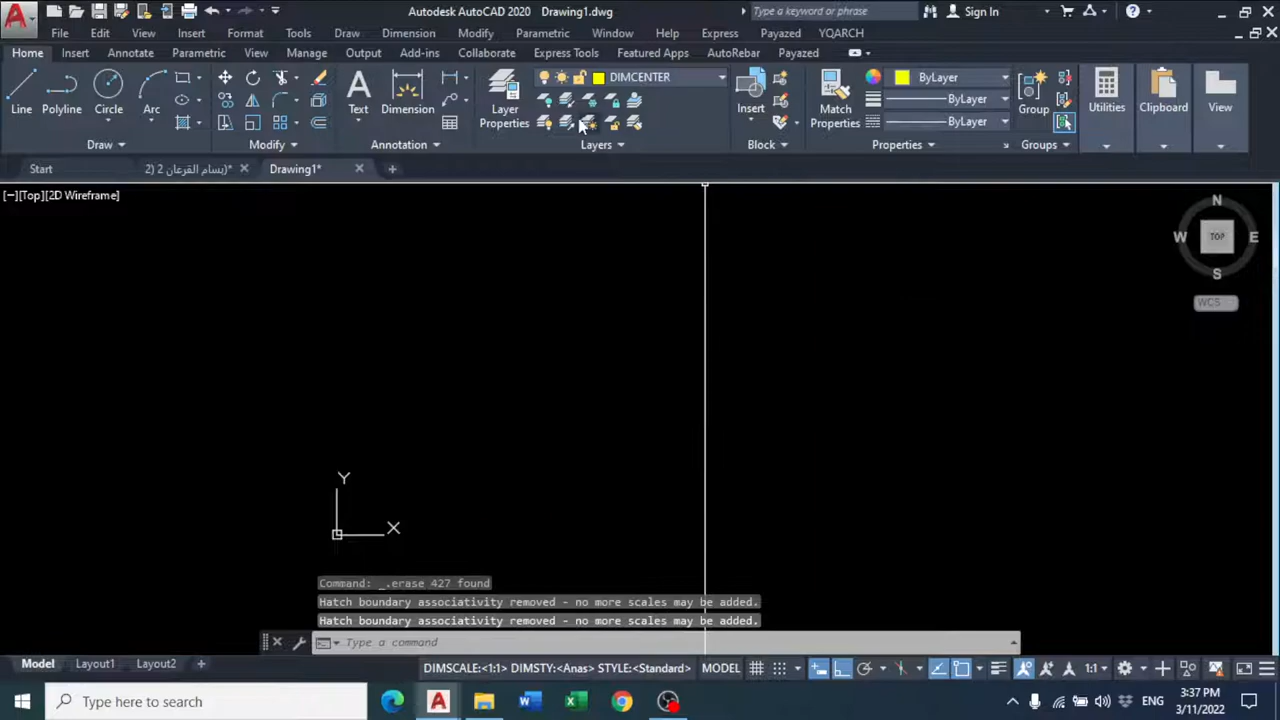 Autodesk AutoCAD 2020 Drawing1.dwg
Type a keyword or phrase
Sign In
File Edit View Insert Format Tools Draw Dimension Modify Parametric Window Help Express Payazed YQARCH
Home Insert Annotate Parametric View Manage Output Add-ins Collaborate Express Tools Featured Apps AutoRebar Payazed
DIMCENTER
ByLayer
Line Polyline Circle Arc
Text Dimension
Layer Properties
Insert
Match Properties
ByLayer
ByLayer
Group
Utilities Clipboard View
Draw Modify Annotation Layers Block Properties Groups
Start
بسام القرعان 2 (2*
Drawing1*
[−][Top][2D Wireframe]
N
W TOP E
S
WCS
Y
X
Command: _.erase 427 found
Hatch boundary associativity removed - no more scales may be added.
Hatch boundary associativity removed - no more scales may be added.
Type a command
Model Layout1 Layout2
DIMSCALE:<1:1> DIMSTY:<Anas> STYLE:<Standard> MODEL
1:1
Type here to search
ENG
3:37 PM
3/11/2022